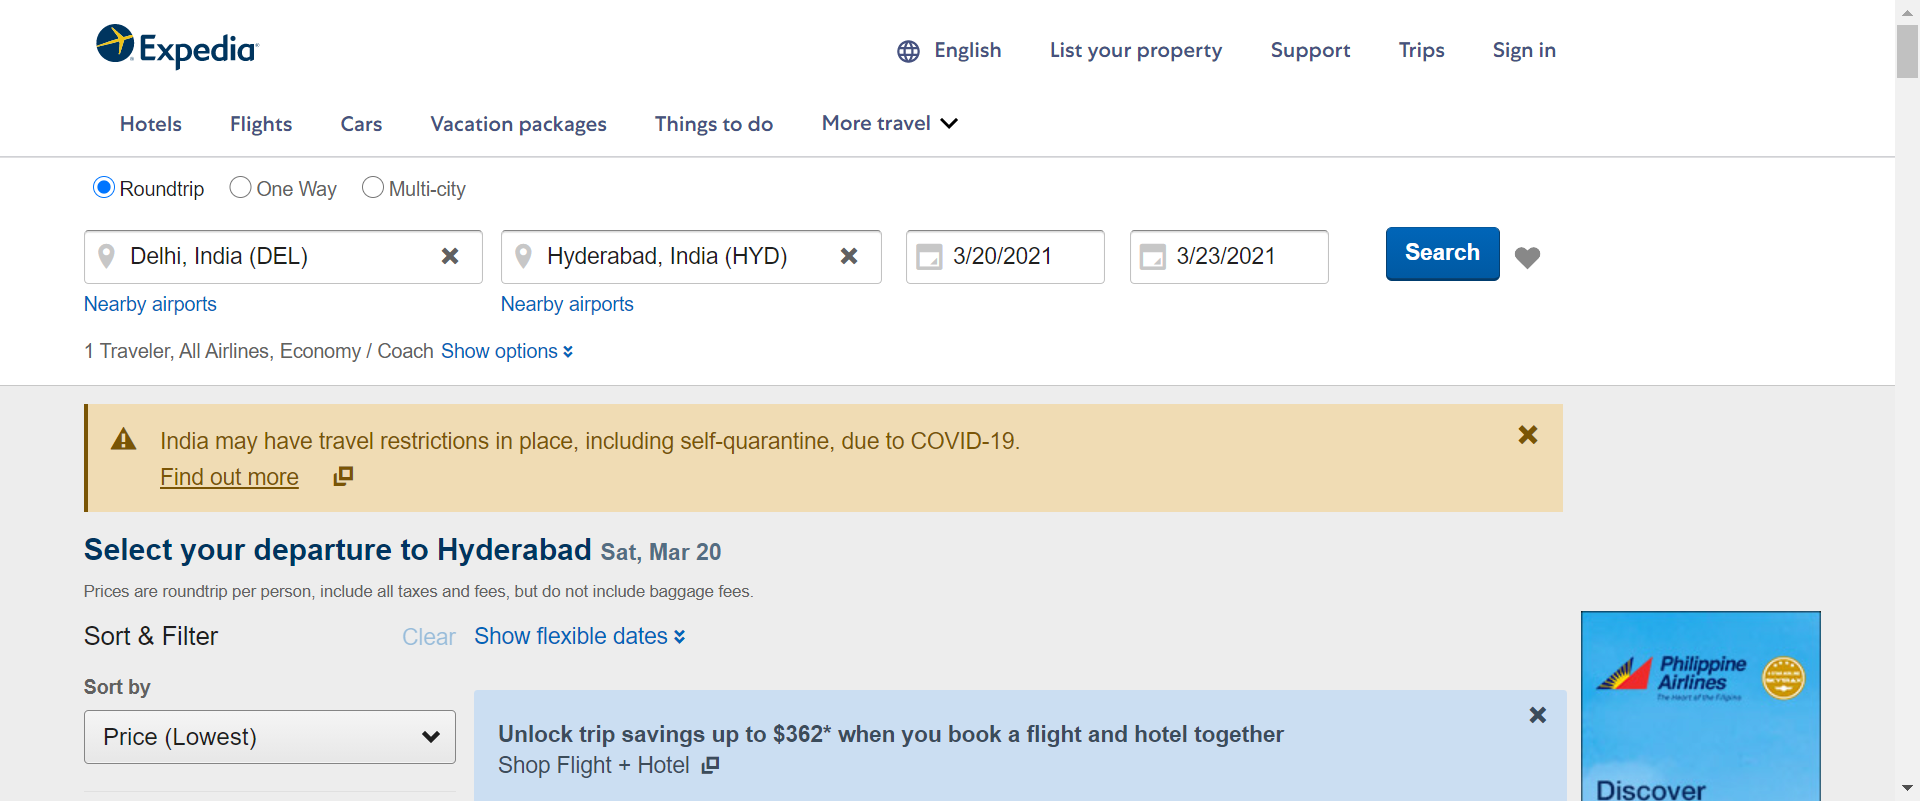 Expedia
English
List your property
Support
Trips
Sign in
Hotels
Flights
Cars
Vacation packages
Things to do
More travel
Roundtrip
One Way
Multi-city
Delhi, India (DEL)
Hyderabad, India (HYD)
3/20/2021
3/23/2021
Search
Nearby airports
Nearby airports
1 Traveler, All Airlines, Economy / Coach Show options
India may have travel restrictions in place, including self-quarantine, due to COVID-19.
Find out more
Select your departure to Hyderabad Sat, Mar 20
Prices are roundtrip per person, include all taxes and fees, but do not include baggage fees.
Sort & Filter
Clear
Show flexible dates
Sort by
Price (Lowest)
Unlock trip savings up to $362* when you book a flight and hotel together
Shop Flight + Hotel
Philippine
Airlines
The Heart of the Filipino
Discover